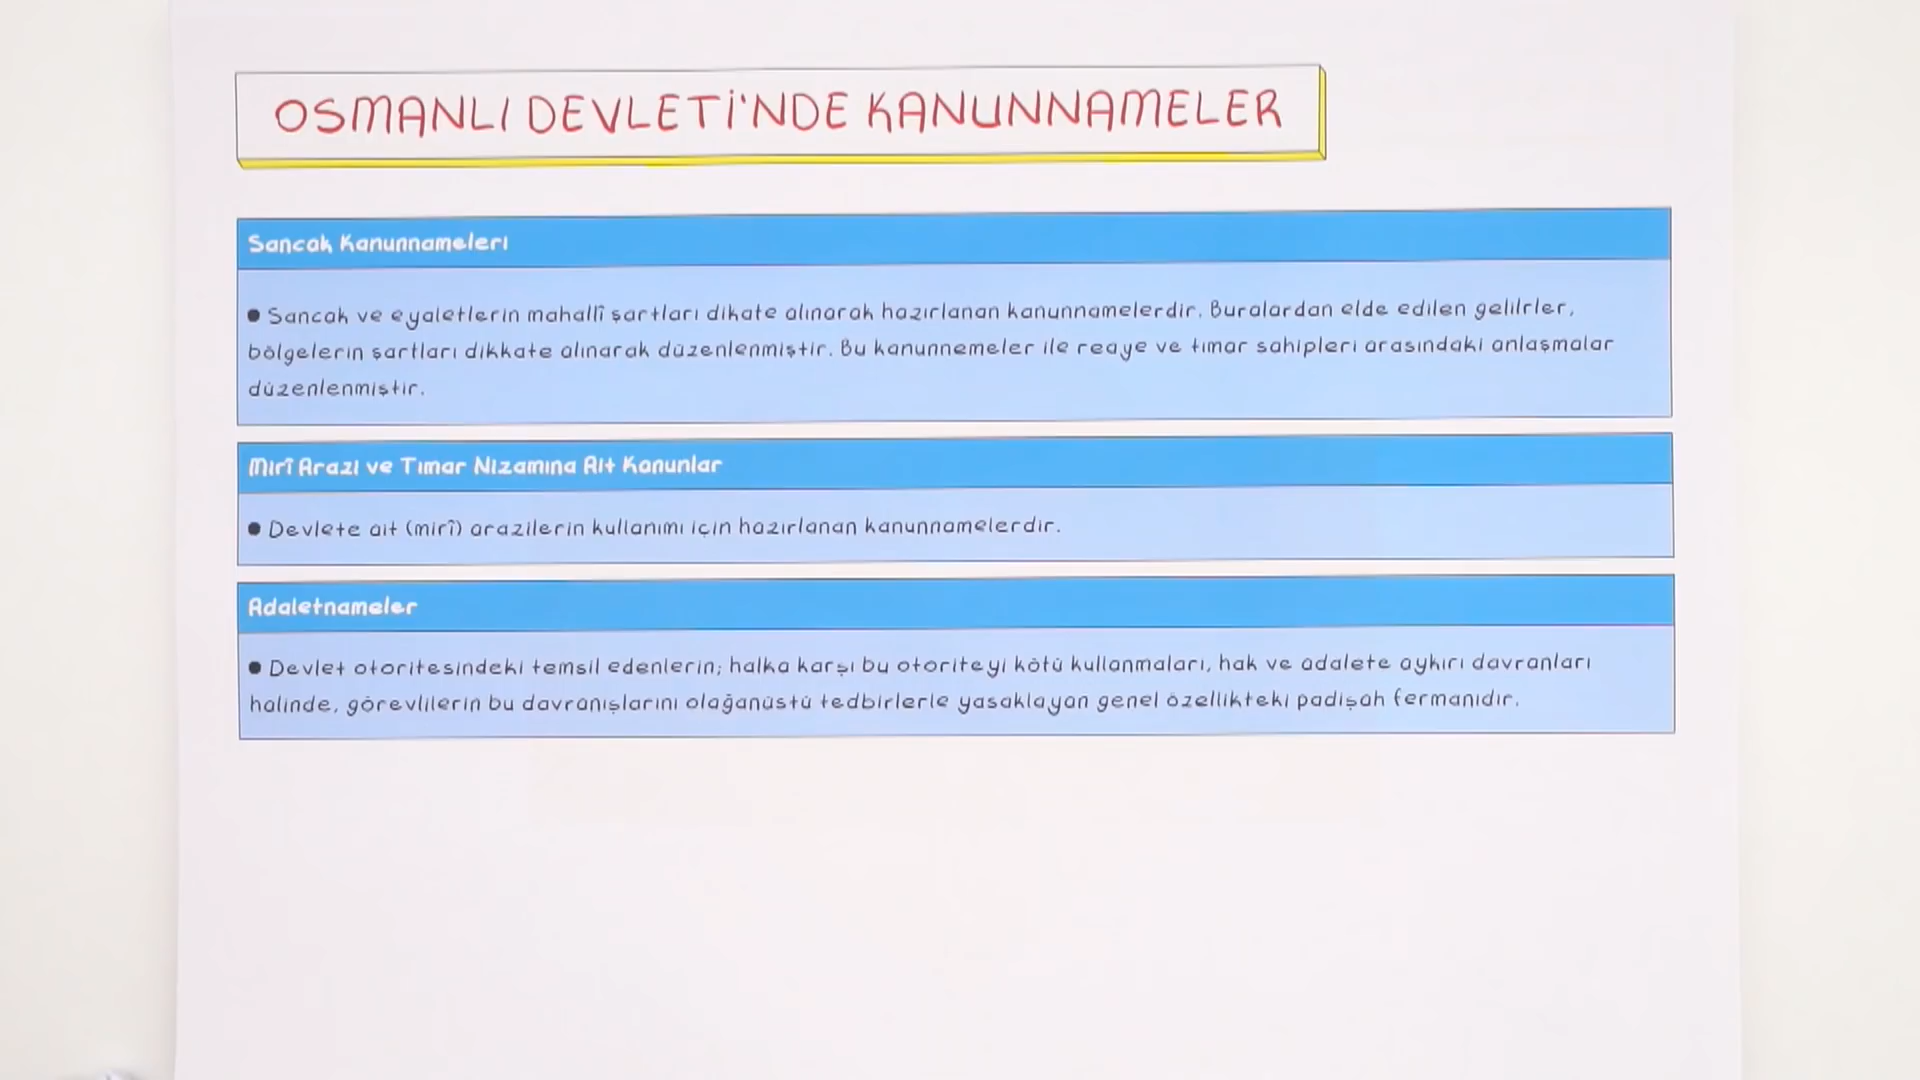 OSMANLI DEVLETİ'NDE KANUNNAMELER
Sancak Kanunnameleri
● Sancak ve eyaletlerin mahallî şartları dikate alınarak hazırlanan kanunnamelerdir. Buralardan elde edilen gelilrler,
bölgelerin şartları dikkate alınarak düzenlenmiştir. Bu kanunnemeler ile reaye ve tımar sahipleri arasındaki anlaşmalar
düzenlenmiştir.
Mirî Arazi ve Tımar Nizamına Ait Kanunlar
● Devlete ait (mirî) arazilerin kullanımı için hazırlanan kanunnamelerdir.
Adaletnameler
● Devlet otoritesindeki temsil edenlerin; halka karşı bu otoriteyi kötü kullanmaları, hak ve adalete aykırı davranları
halinde, görevlilerin bu davranışlarını olağanüstü tedbirlerle yasaklayan genel özellikteki padişah fermanıdır.